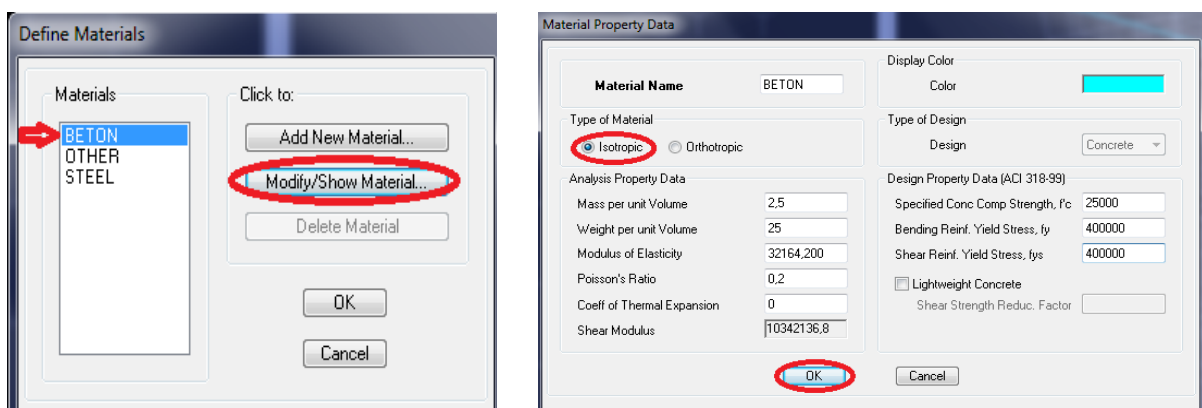 Define Materials
Materials
BETON
OTHER
STEEL
Click to:
Add New Material...
Modify/Show Material...
Delete Material
OK
Cancel
Material Property Data
Material Name BETON
Display Color
Color
Type of Material
Isotropic Orthotropic
Type of Design
Design Concrete
Analysis Property Data
Mass per unit Volume 2,5
Weight per unit Volume 25
Modulus of Elasticity 32164,200
Poisson's Ratio 0,2
Coeff of Thermal Expansion 0
Shear Modulus 10342136,8
Design Property Data (ACI 318-99)
Specified Conc Comp Strength, f'c 25000
Bending Reinf. Yield Stress, fy 400000
Shear Reinf. Yield Stress, fys 400000
Lightweight Concrete
Shear Strength Reduc. Factor
OK Cancel